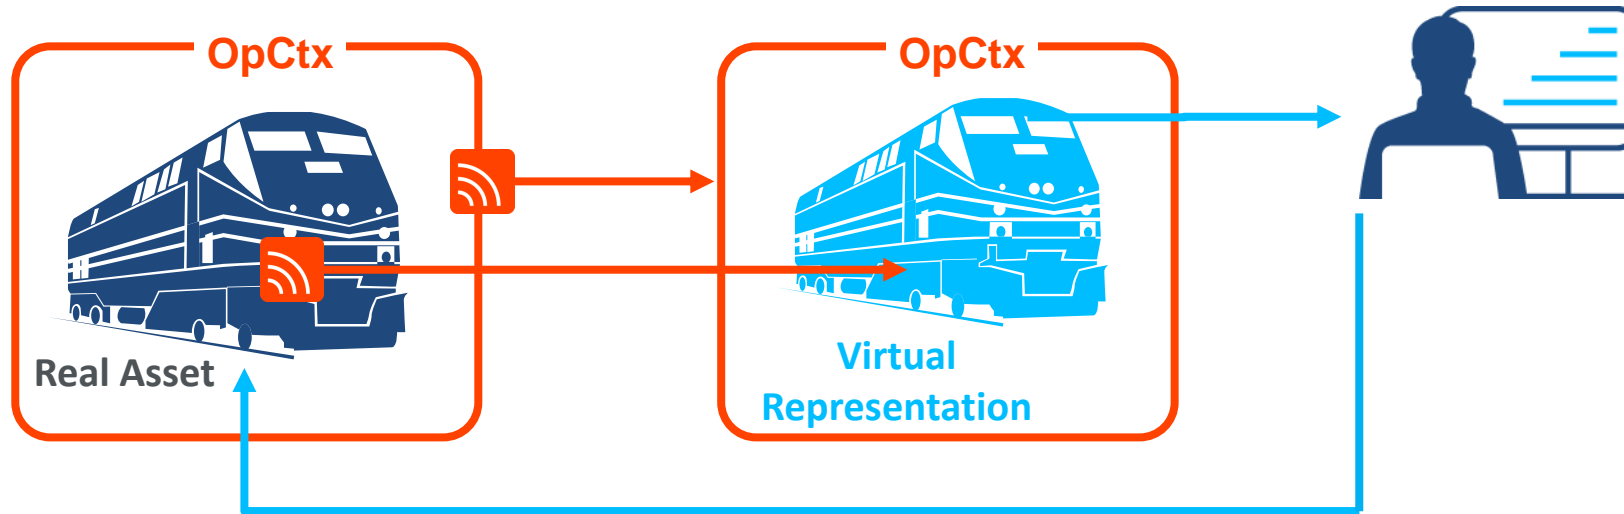 OpCtx
OpCtx
Real Asset
Virtual
Representation